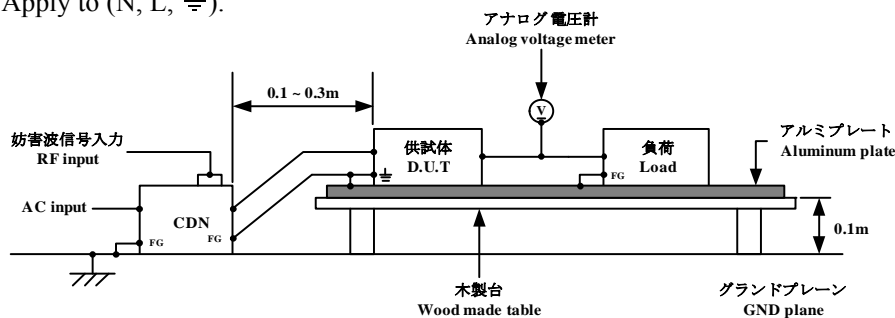 Apply to (N, L, ⏚).
アナログ電圧計
Analog voltage meter
0.1 ~ 0.3m
V
妨害波信号入力
RF input
供試体
D.U.T
負荷
Load
アルミプレート
Aluminum plate
FG
AC input
CDN
FG
FG
0.1m
木製台
Wood made table
グランドプレーン
GND plane